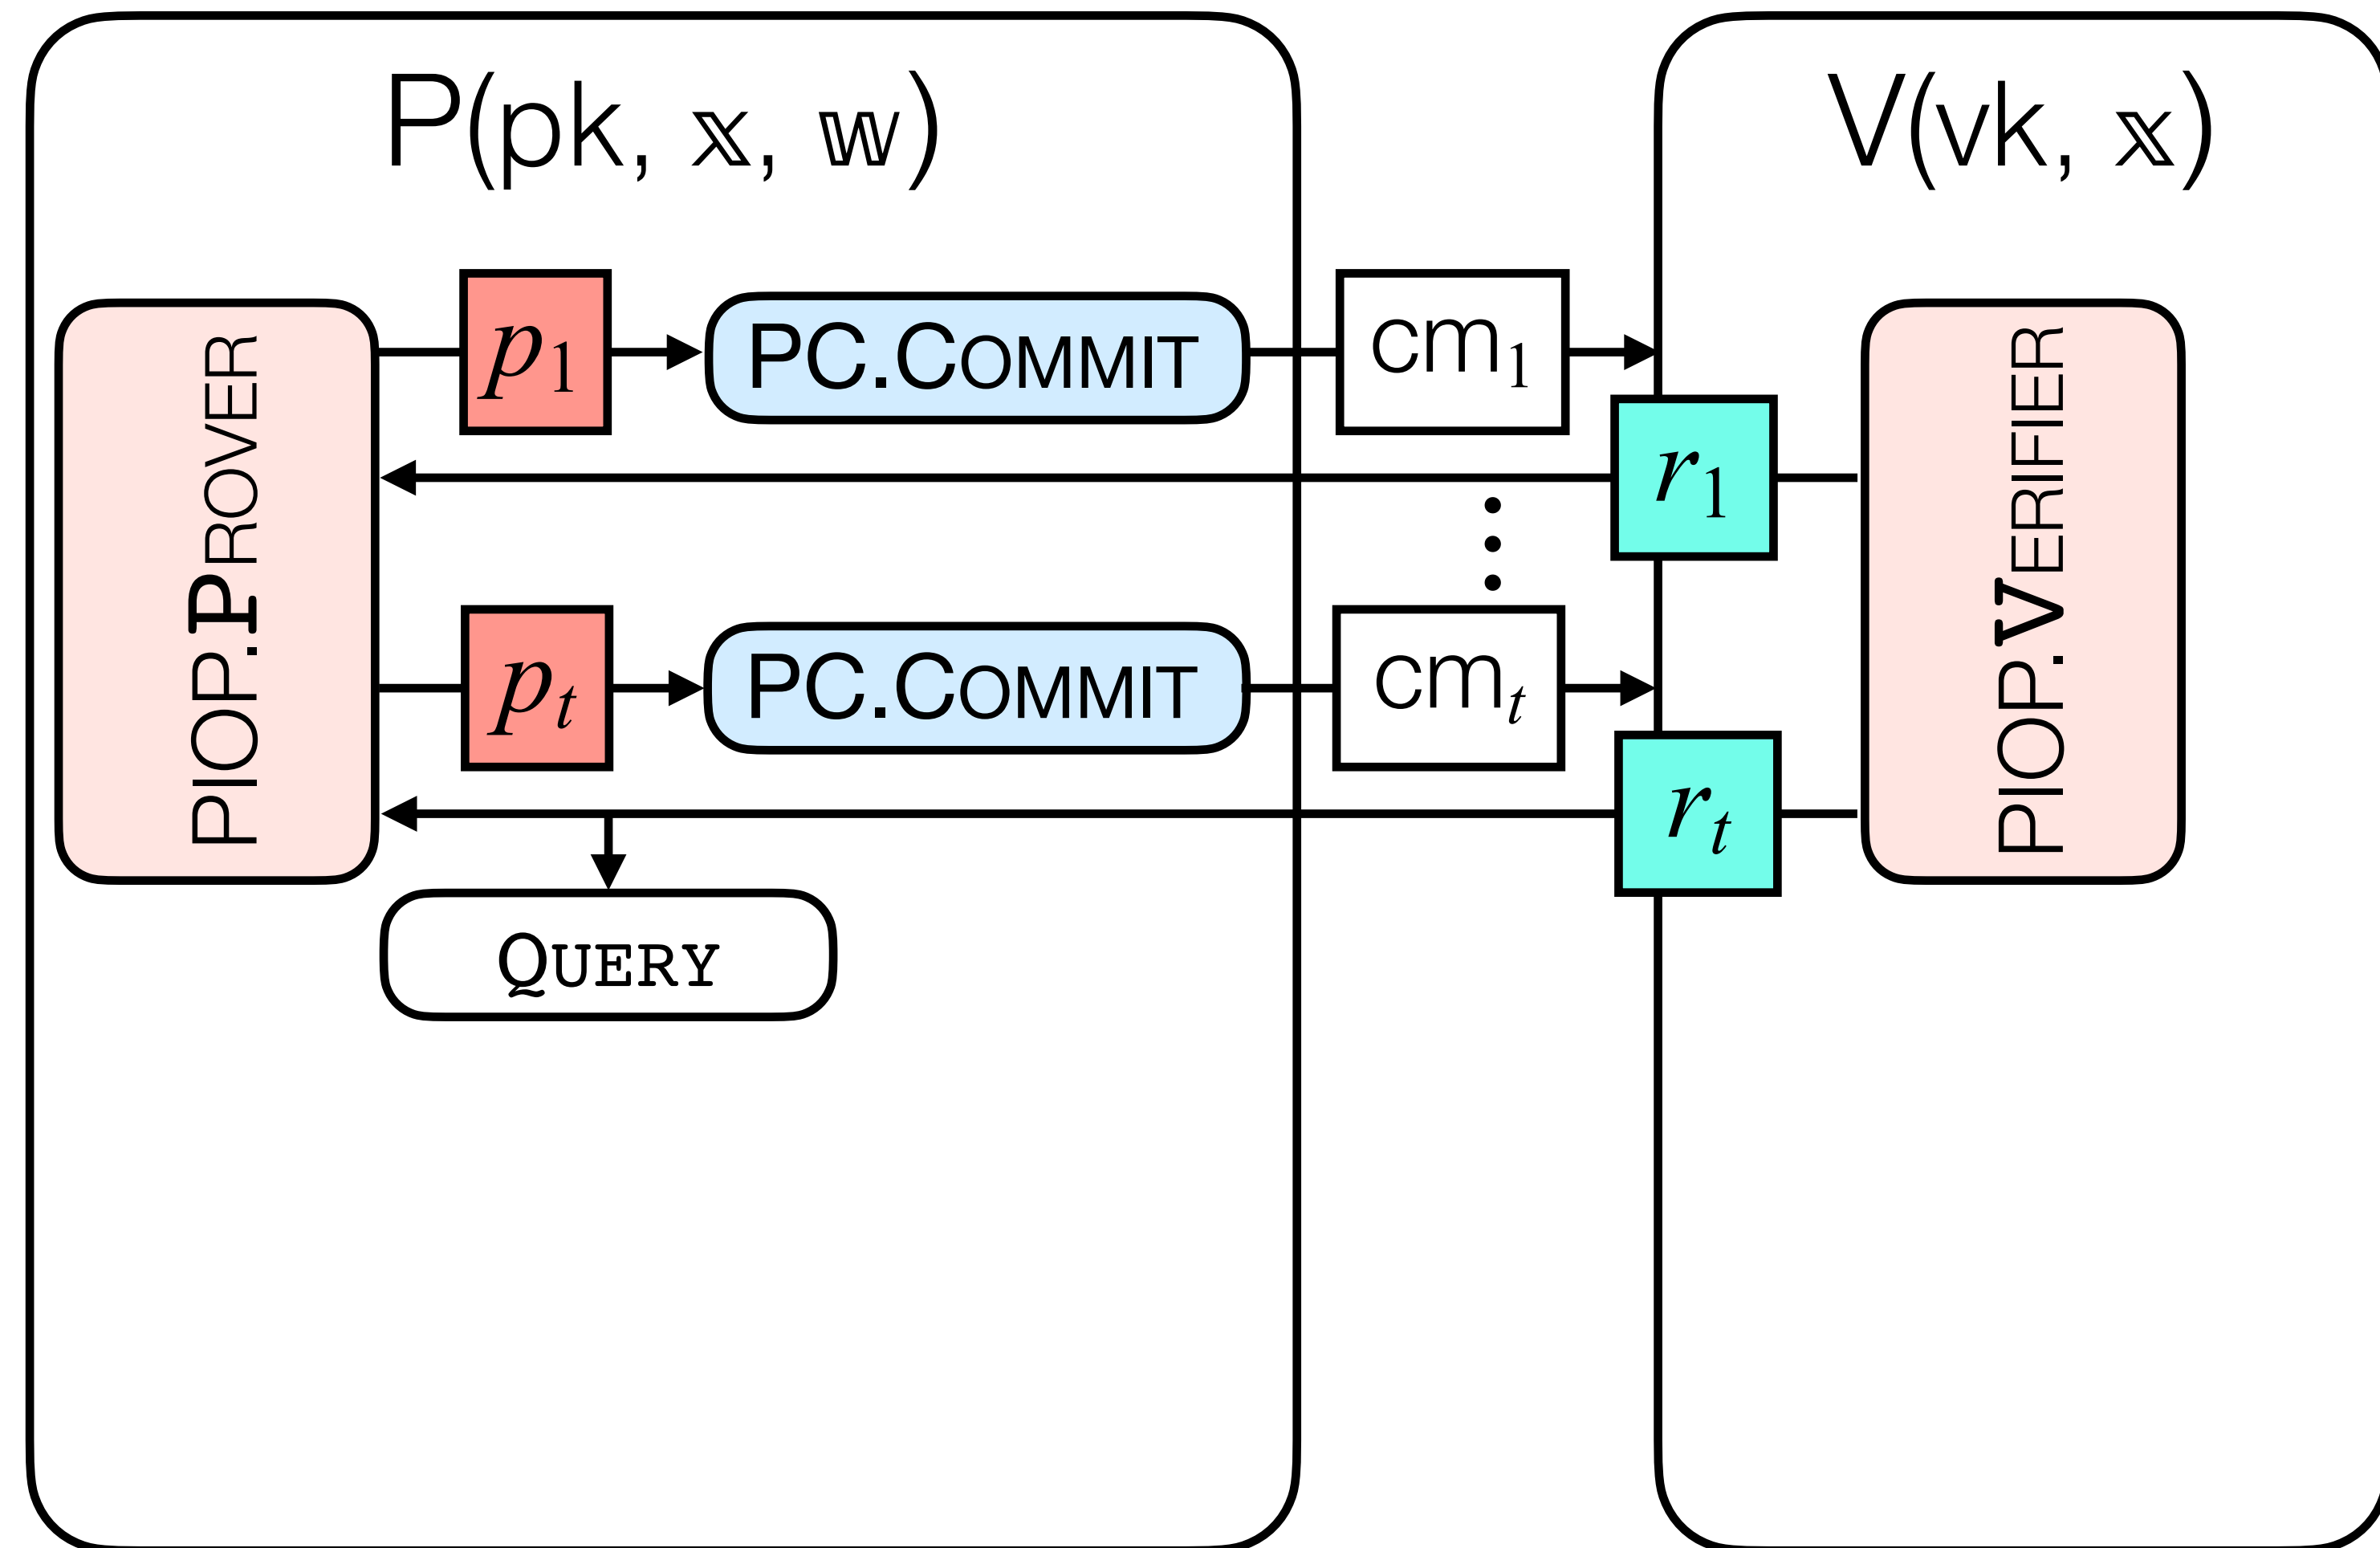 P(pk, 𝕩, 𝕨)
V(vk, 𝕩)
PIOP.PROVER
p₁
PC.COMMIT
cm₁
r₁
PIOP.VERIFIER
pₜ
PC.COMMIT
cmₜ
rₜ
QUERY